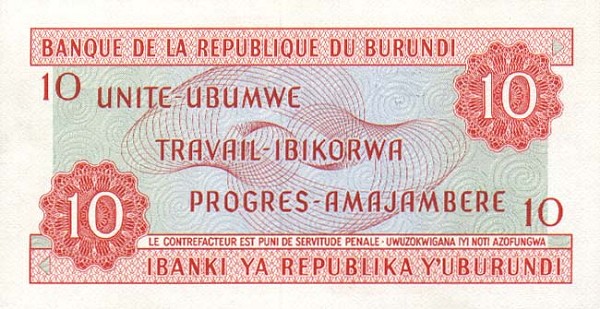 BANQUE DE LA REPUBLIQUE DU BURUNDI
10 UNITE-UBUMWE 10
TRAVAIL-IBIKORWA
10 PROGRES-AMAJAMBERE 10
LE CONTREFACTEUR EST PUNI DE SERVITUDE PENALE - UWUZOKWIGANA IYI NOTI AZOFUNGWA
IBANKI YA REPUBLIKA Y'UBURUNDI